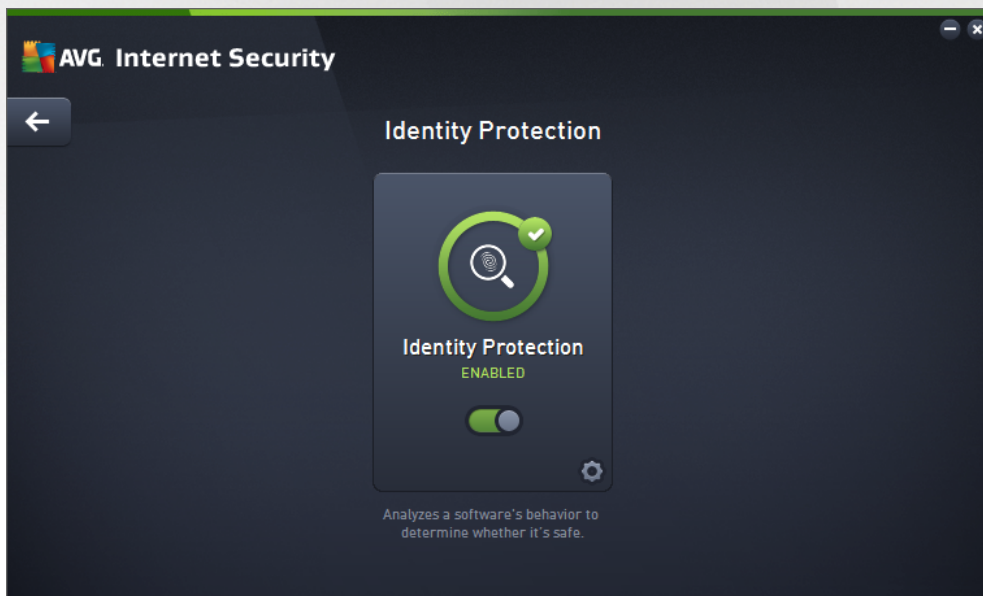 AVG. Internet Security
Identity Protection
Identity Protection
ENABLED
Analyzes a software's behavior to
determine whether it's safe.